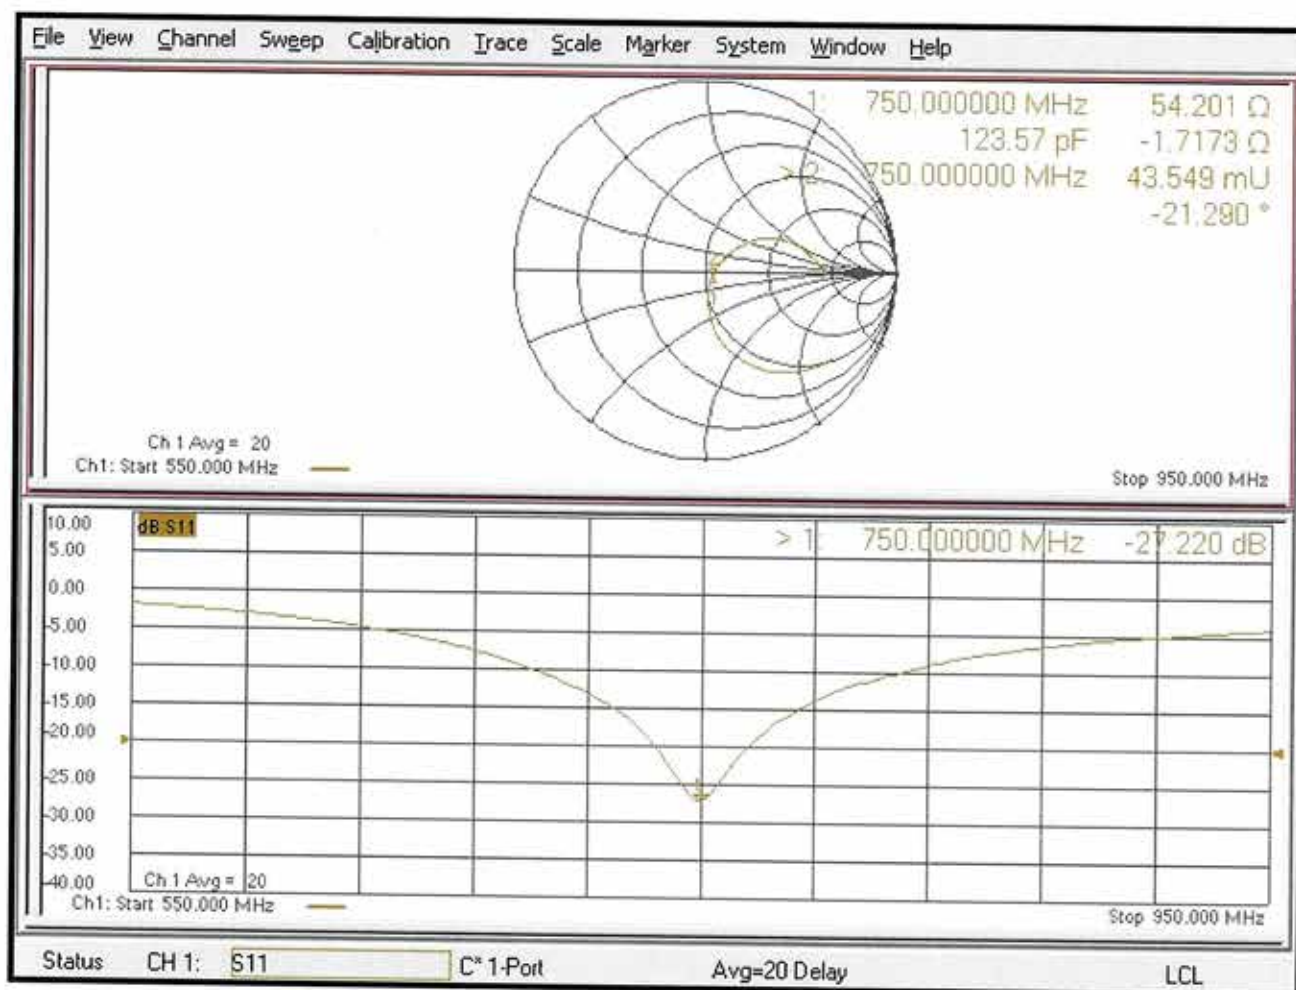 File View Channel Sweep Calibration Trace Scale Marker System Window Help
1: 750.000000 MHz 54.201 Ω
123.57 pF -1.7173 Ω
> 2: 750.000000 MHz 43.549 mU
-21.290 °
Ch 1 Avg = 20
Ch1: Start 550.000 MHz
Stop 950.000 MHz
10.00
dB S11
> 1: 750.000000 MHz -27.220 dB
5.00
0.00
-5.00
-10.00
-15.00
-20.00
-25.00
-30.00
-35.00
-40.00
Ch 1 Avg = 20
Ch1: Start 550.000 MHz
Stop 950.000 MHz
Status CH 1: S11 C* 1-Port Avg=20 Delay LCL